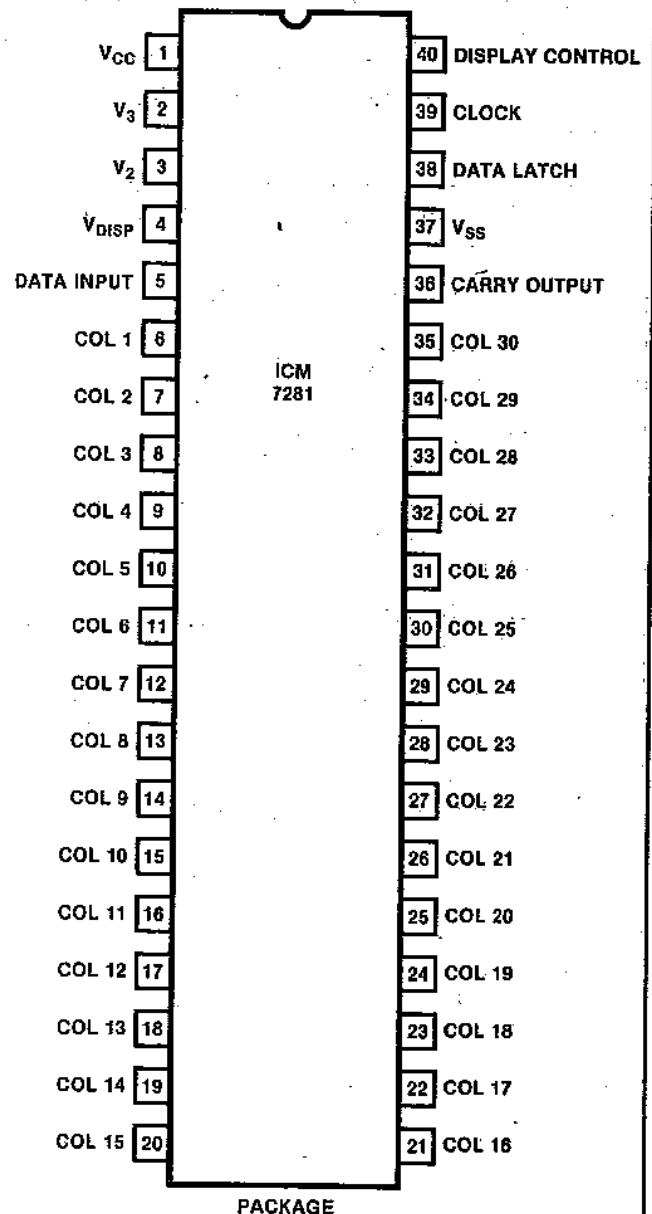 V_CC 1
V_3 2
V_2 3
V_DISP 4
DATA INPUT 5
COL 1 6
COL 2 7
COL 3 8
COL 4 9
COL 5 10
COL 6 11
COL 7 12
COL 8 13
COL 9 14
COL 10 15
COL 11 16
COL 12 17
COL 13 18
COL 14 19
COL 15 20
ICM
7281
40 DISPLAY CONTROL
39 CLOCK
38 DATA LATCH
37 V_SS
36 CARRY OUTPUT
35 COL 30
34 COL 29
33 COL 28
32 COL 27
31 COL 26
30 COL 25
29 COL 24
28 COL 23
27 COL 22
26 COL 21
25 COL 20
24 COL 19
23 COL 18
22 COL 17
21 COL 16
PACKAGE